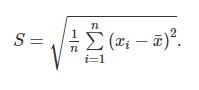 $S = \sqrt{\frac{1}{n} \sum_{i=1}^{n} (x_i - \bar{x})^2}.$